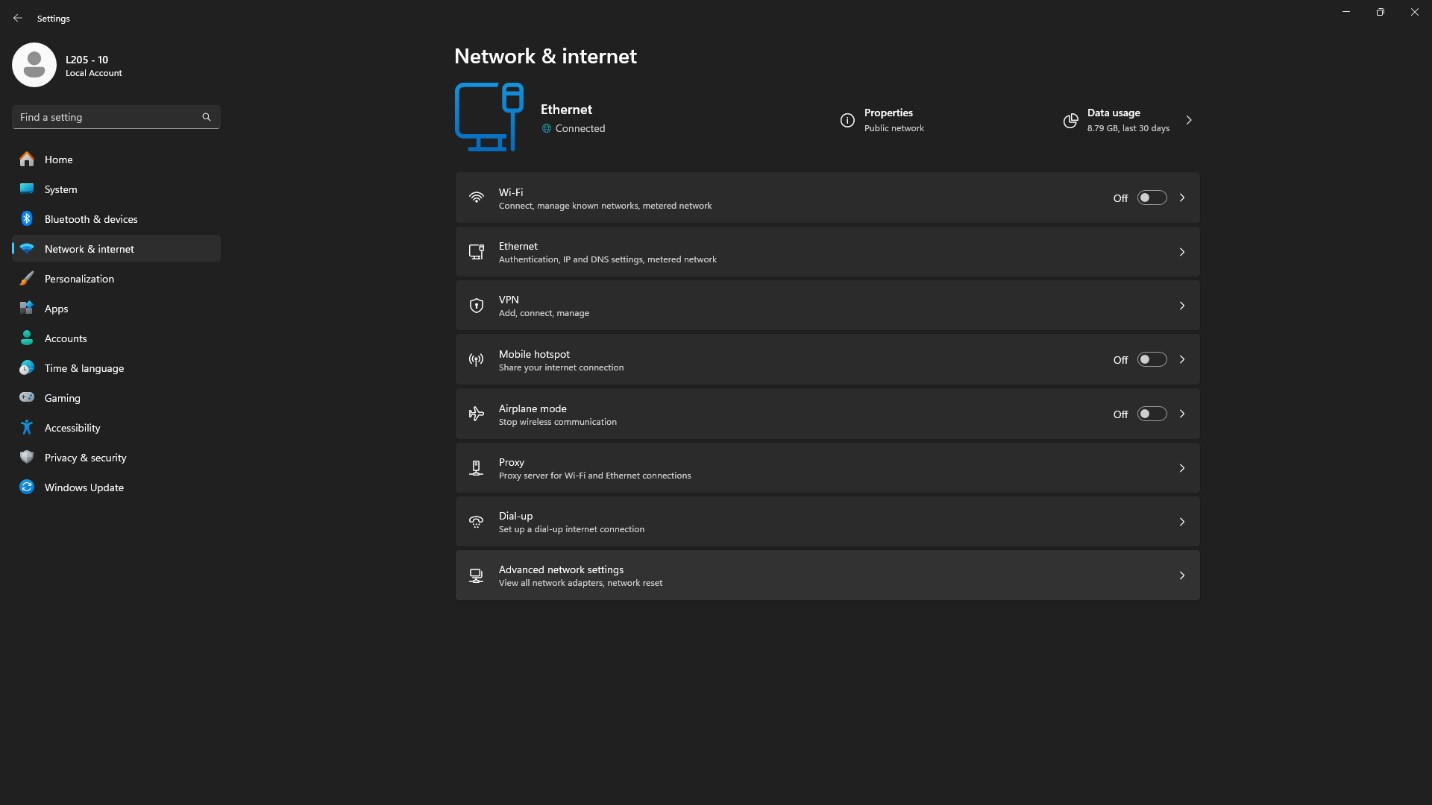 Settings
L205 - 10
Local Account
Find a setting
Home
System
Bluetooth & devices
Network & internet
Personalization
Apps
Accounts
Time & language
Gaming
Accessibility
Privacy & security
Windows Update
Network & internet
Ethernet
Connected
Properties
Public network
Data usage
8.79 GB, last 30 days
Wi-Fi
Connect, manage known networks, metered network
Off
Ethernet
Authentication, IP and DNS settings, metered network
VPN
Add, connect, manage
Mobile hotspot
Share your internet connection
Off
Airplane mode
Stop wireless communication
Off
Proxy
Proxy server for Wi-Fi and Ethernet connections
Dial-up
Set up a dial-up internet connection
Advanced network settings
View all network adapters, network reset